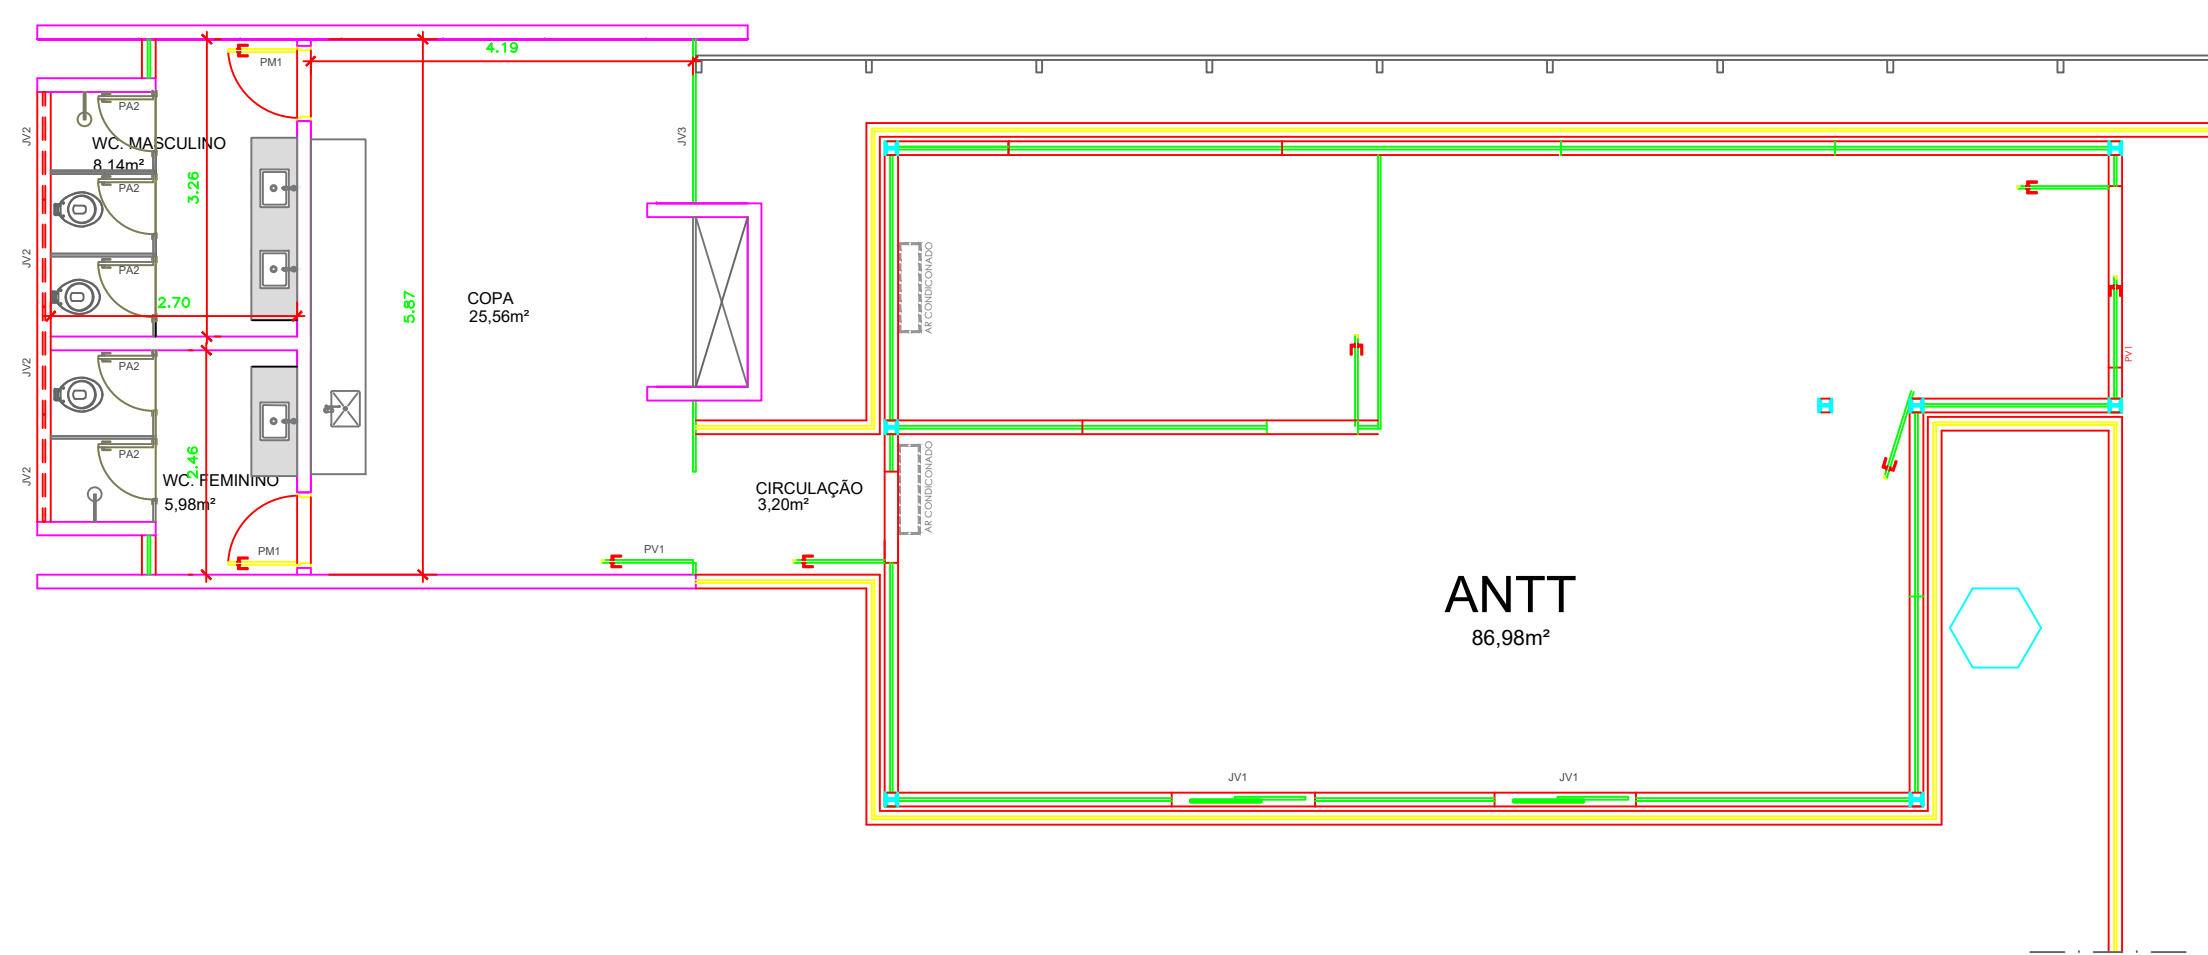 4.19
PM1
PA2
JV2
JV3
WC. MASCULINO
8,14m²
3.26
PA2
JV2
PA2
2.70
5.87
COPA
25,56m²
AR CONDICIONADO
PV1
JV2
PA2
PA2
2.46
JV2
WC. FEMININO
5,98m²
CIRCULAÇÃO
3,20m²
AR CONDICIONADO
PM1
PV1
ANTT
86,98m²
JV1
JV1